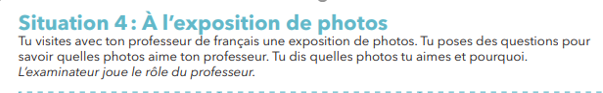 Situation 4 : À l'exposition de photos
Tu visites avec ton professeur de français une exposition de photos. Tu poses des questions pour
savoir quelles photos aime ton professeur. Tu dis quelles photos tu aimes et pourquoi.
L'examinateur joue le rôle du professeur.